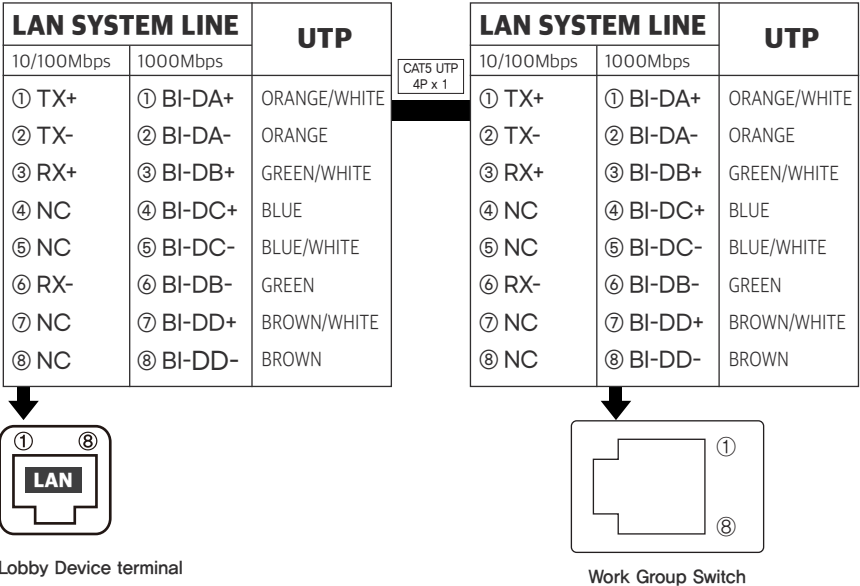 LAN SYSTEM LINE UTP
10/100Mbps 1000Mbps
① TX+ ① BI-DA+ ORANGE/WHITE
② TX- ② BI-DA- ORANGE
③ RX+ ③ BI-DB+ GREEN/WHITE
④ NC ④ BI-DC+ BLUE
⑤ NC ⑤ BI-DC- BLUE/WHITE
⑥ RX- ⑥ BI-DB- GREEN
⑦ NC ⑦ BI-DD+ BROWN/WHITE
⑧ NC ⑧ BI-DD- BROWN
① ⑧
LAN
Lobby Device terminal
CAT5 UTP
4P x 1
LAN SYSTEM LINE UTP
10/100Mbps 1000Mbps
① TX+ ① BI-DA+ ORANGE/WHITE
② TX- ② BI-DA- ORANGE
③ RX+ ③ BI-DB+ GREEN/WHITE
④ NC ④ BI-DC+ BLUE
⑤ NC ⑤ BI-DC- BLUE/WHITE
⑥ RX- ⑥ BI-DB- GREEN
⑦ NC ⑦ BI-DD+ BROWN/WHITE
⑧ NC ⑧ BI-DD- BROWN
①
⑧
Work Group Switch